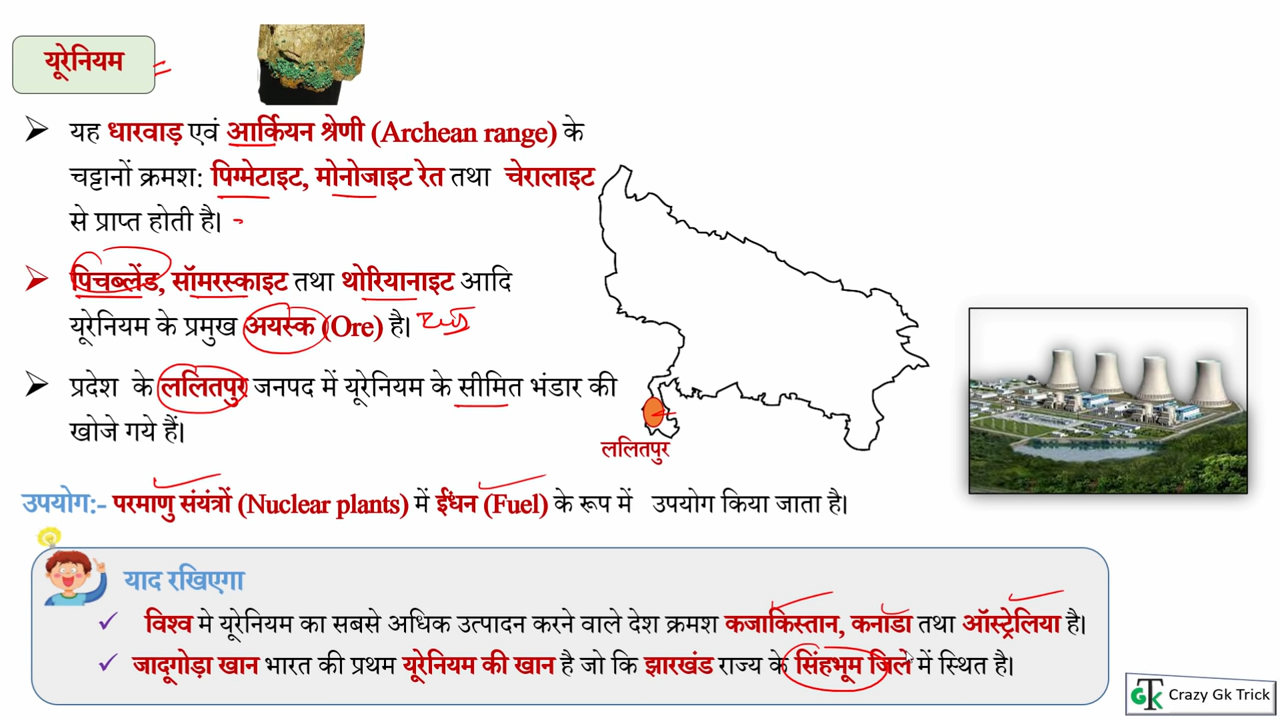 यूरेनियम
यह धारवाड़ एवं आर्कियन श्रेणी (Archean range) के
चट्टानों क्रमश: पिग्मेटाइट, मोनोजाइट रेत तथा चेरालाइट
से प्राप्त होती है।
पिचब्लेंड, सॉमरस्काइट तथा थोरियानाइट आदि
यूरेनियम के प्रमुख अयस्क (Ore) है।
प्रदेश के ललितपुर जनपद में यूरेनियम के सीमित भंडार की
खोजे गये हैं।
ललितपुर
उपयोग:- परमाणु संयंत्रों (Nuclear plants) में ईंधन (Fuel) के रूप में उपयोग किया जाता है।
याद रखिएगा
विश्व मे यूरेनियम का सबसे अधिक उत्पादन करने वाले देश क्रमश कजाकिस्तान, कनाडा तथा ऑस्ट्रेलिया है।
जादूगोड़ा खान भारत की प्रथम यूरेनियम की खान है जो कि झारखंड राज्य के सिंहभूम जिले में स्थित है।
GTK Crazy Gk Trick